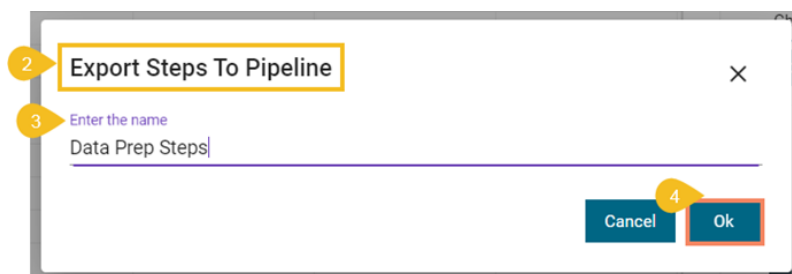 2
Export Steps To Pipeline
3
Enter the name
Data Prep Steps
4
Cancel
Ok